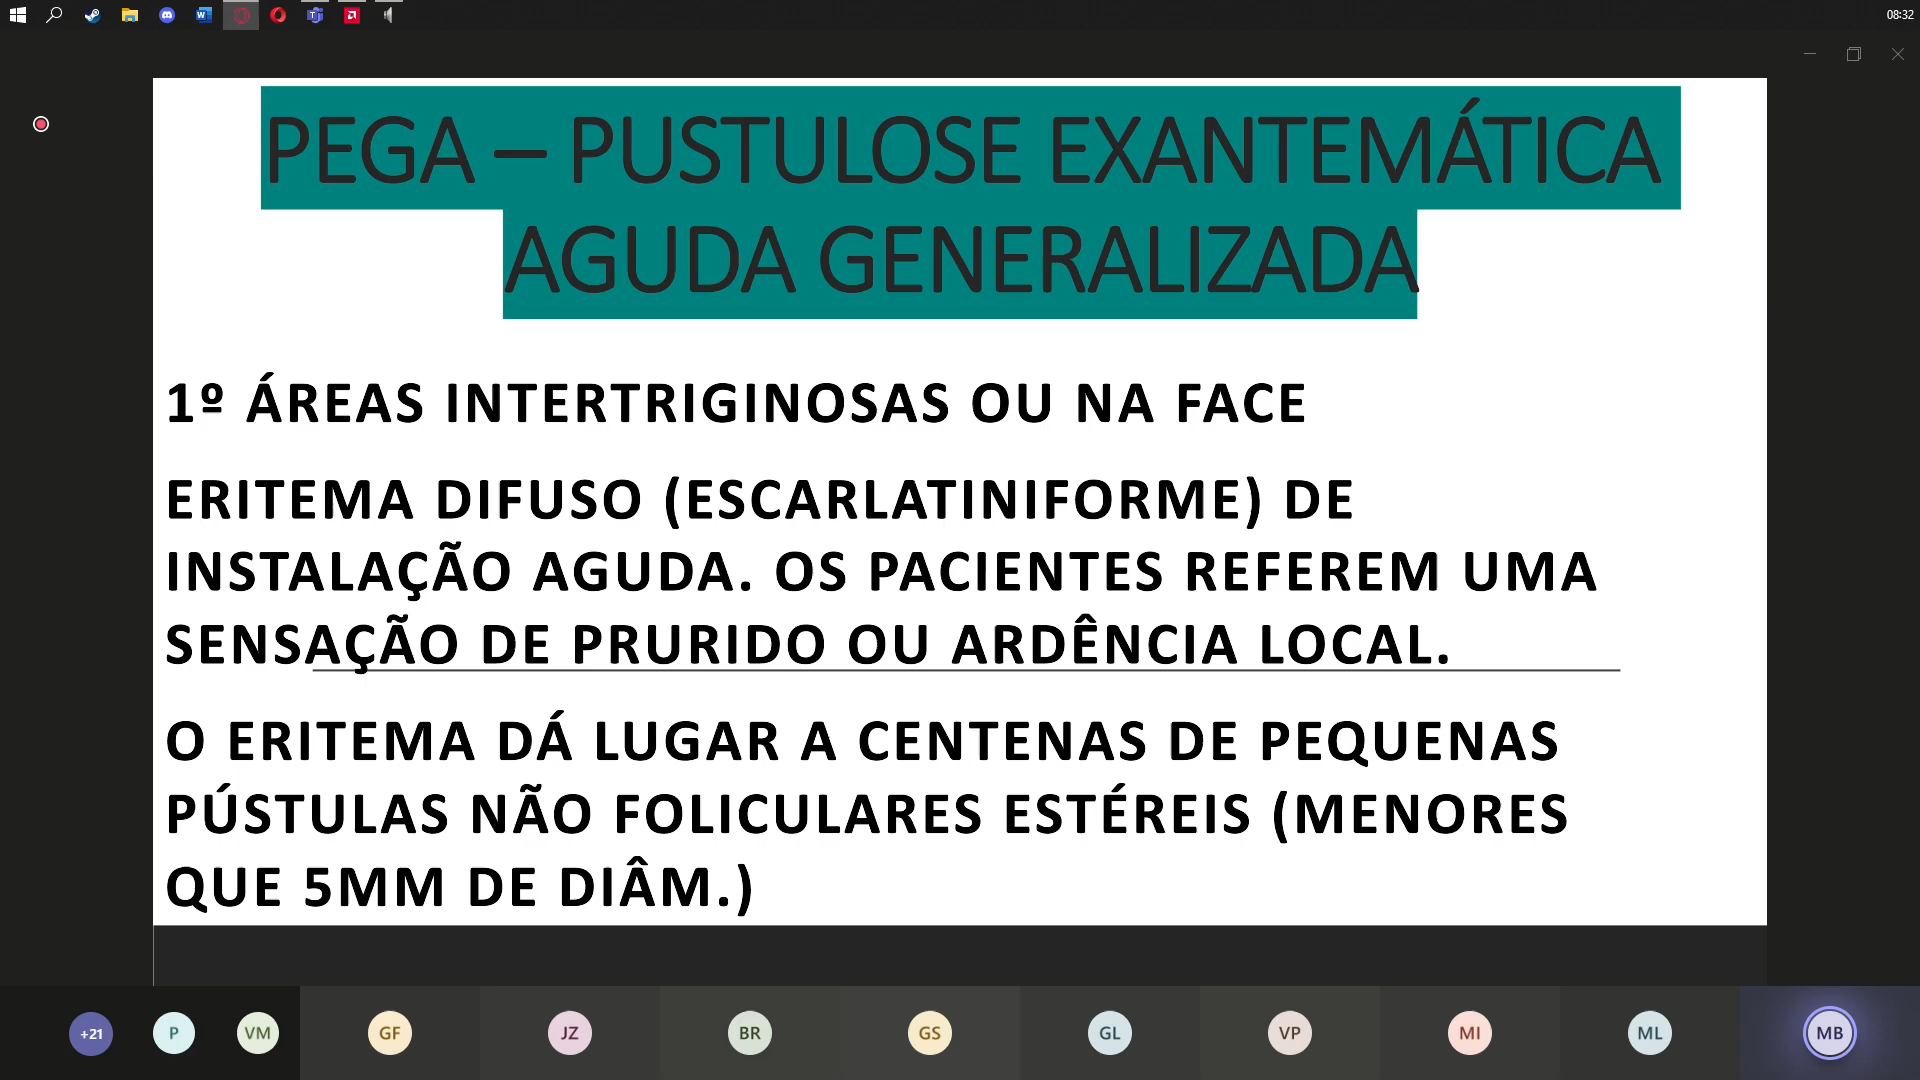 08:32
PEGA – PUSTULOSE EXANTEMÁTICA
AGUDA GENERALIZADA
1º ÁREAS INTERTRIGINOSAS OU NA FACE
ERITEMA DIFUSO (ESCARLATINIFORME) DE
INSTALAÇÃO AGUDA. OS PACIENTES REFEREM UMA
SENSAÇÃO DE PRURIDO OU ARDÊNCIA LOCAL.
O ERITEMA DÁ LUGAR A CENTENAS DE PEQUENAS
PÚSTULAS NÃO FOLICULARES ESTÉREIS (MENORES
QUE 5MM DE DIÂM.)
+21 P VM GF JZ BR GS GL VP MI ML MB